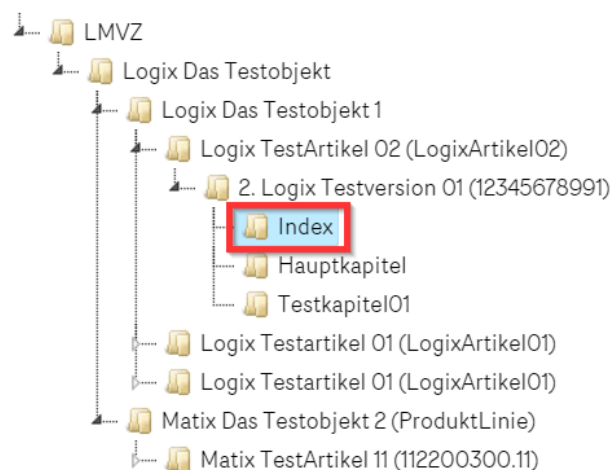 LMVZ
Logix Das Testobjekt
Logix Das Testobjekt 1
Logix TestArtikel 02 (LogixArtikel02)
2. Logix Testversion 01 (12345678991)
Index
Hauptkapitel
Testkapitel01
Logix Testartikel 01 (LogixArtikel01)
Logix Testartikel 01 (LogixArtikel01)
Matix Das Testobjekt 2 (ProduktLinie)
Matix TestArtikel 11 (112200300.11)